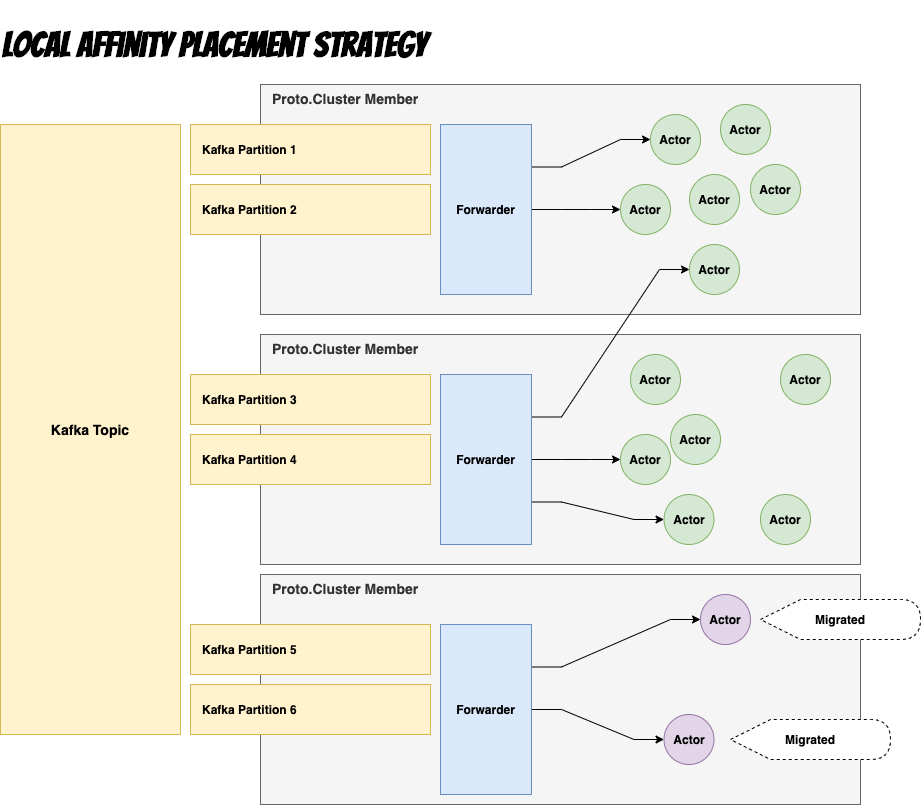 LOCAL AFFINITY PLACEMENT STRATEGY
Proto.Cluster Member
Kafka Partition 1
Kafka Partition 2
Forwarder
Actor
Actor
Actor
Actor
Actor
Actor
Kafka Topic
Proto.Cluster Member
Kafka Partition 3
Kafka Partition 4
Forwarder
Actor
Actor
Actor
Actor
Actor
Actor
Proto.Cluster Member
Kafka Partition 5
Kafka Partition 6
Forwarder
Actor
Migrated
Actor
Migrated